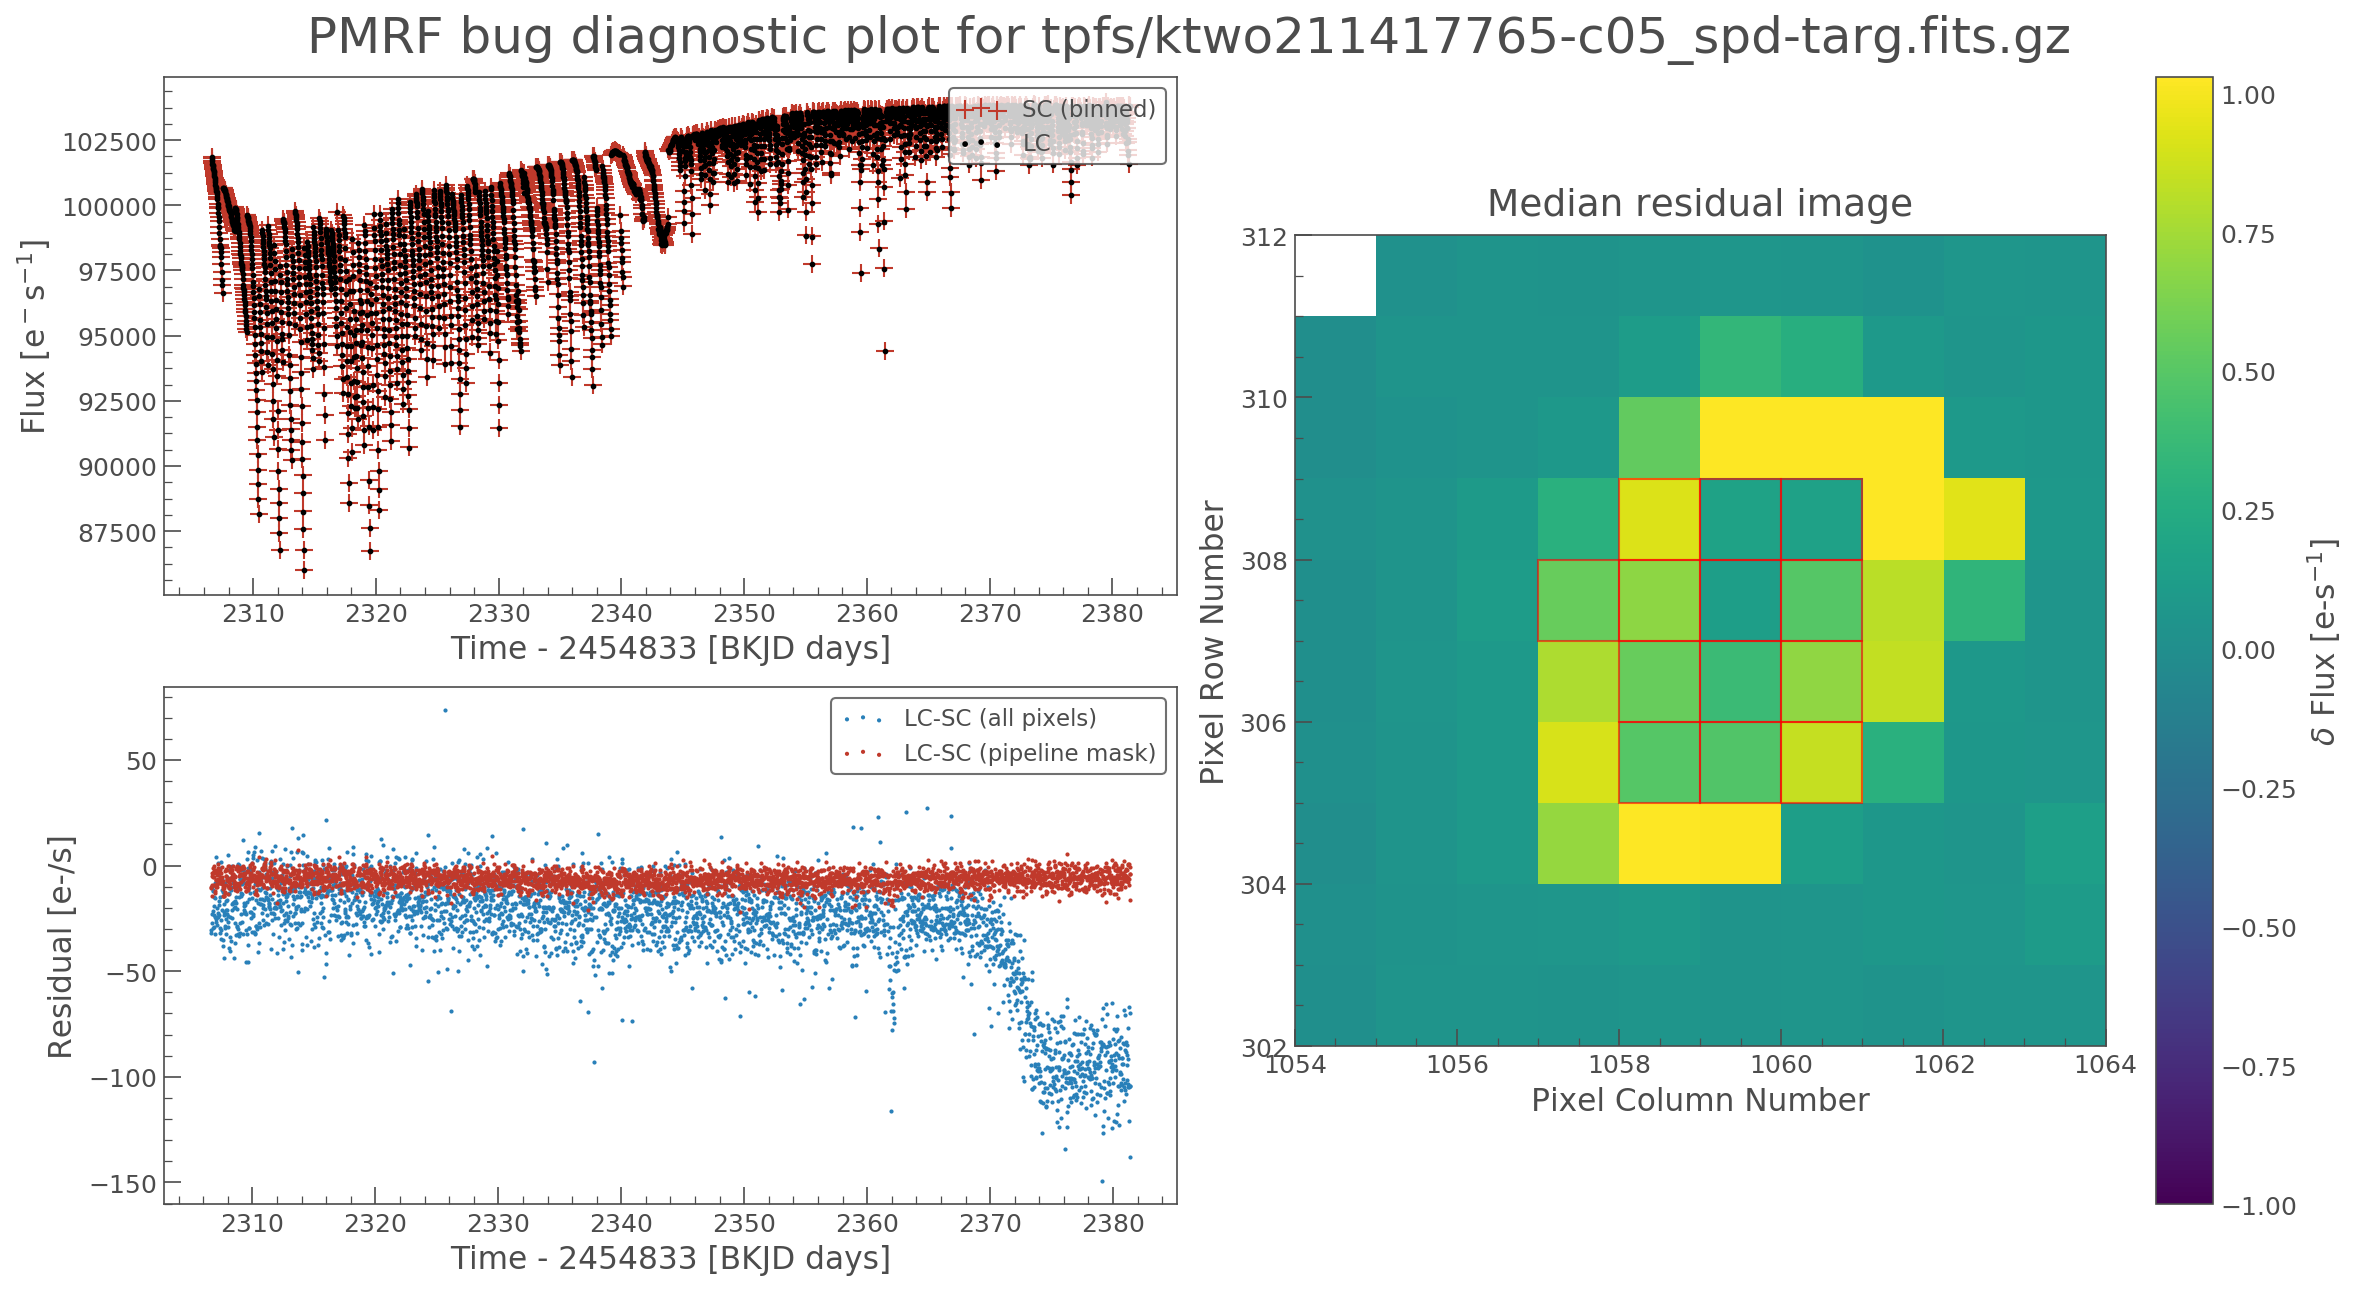 PMRF bug diagnostic plot for tpfs/ktwo211417765-c05_spd-targ.fits.gz
Flux [e⁻ s⁻¹]
102500
100000
97500
95000
92500
90000
87500
SC (binned)
LC
2310 2320 2330 2340 2350 2360 2370 2380
Time - 2454833 [BKJD days]
Residual [e-/s]
50
0
−50
−100
−150
LC-SC (all pixels)
LC-SC (pipeline mask)
2310 2320 2330 2340 2350 2360 2370 2380
Time - 2454833 [BKJD days]
Median residual image
Pixel Row Number
312
310
308
306
304
302
1054 1056 1058 1060 1062 1064
Pixel Column Number
1.00
0.75
0.50
0.25
0.00
−0.25
−0.50
−0.75
−1.00
δ Flux [e-s⁻¹]